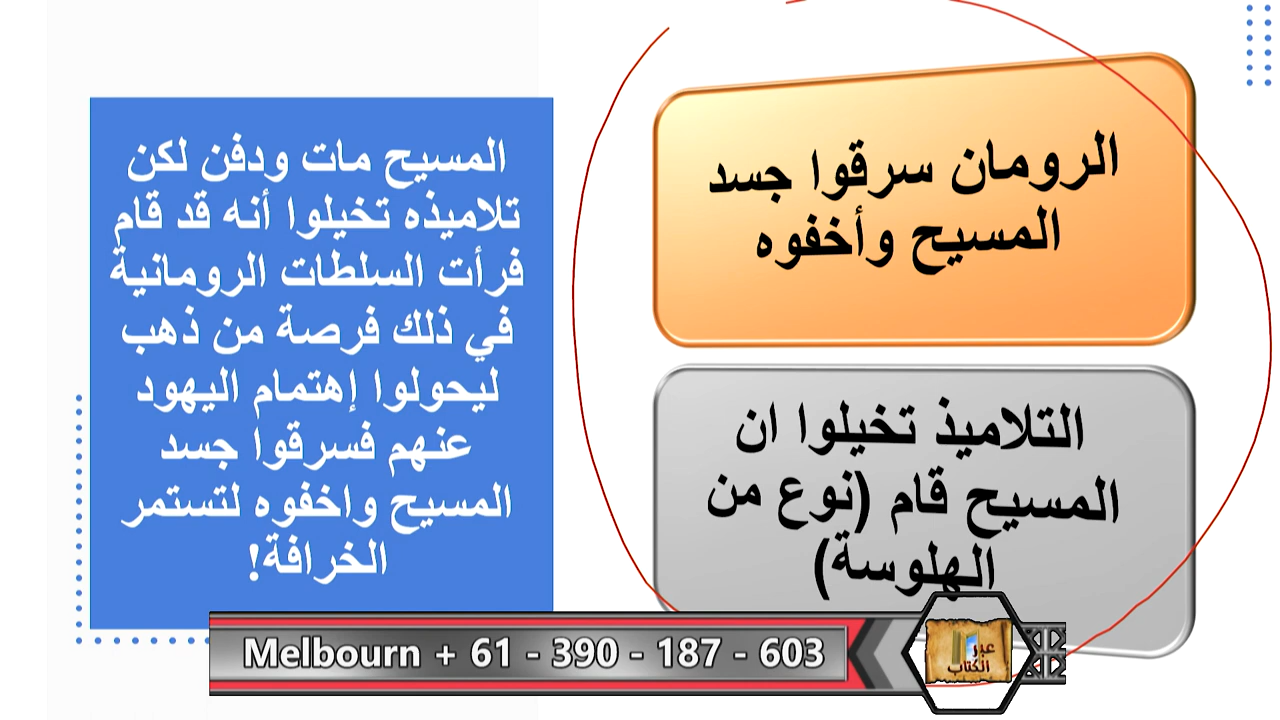 الرومان سرقوا جسد
المسيح وأخفوه
التلاميذ تخيلوا ان
المسيح قام (نوع من
الهلوسة)
المسيح مات ودفن لكن
تلاميذه تخيلوا أنه قد قام
فرأت السلطات الرومانية
في ذلك فرصة من ذهب
ليحولوا إهتمام اليهود
عنهم فسرقوا جسد
المسيح واخفوه لتستمر
الخرافة!
Melbourn + 61 - 390 - 187 - 603
عبر
الكتاب